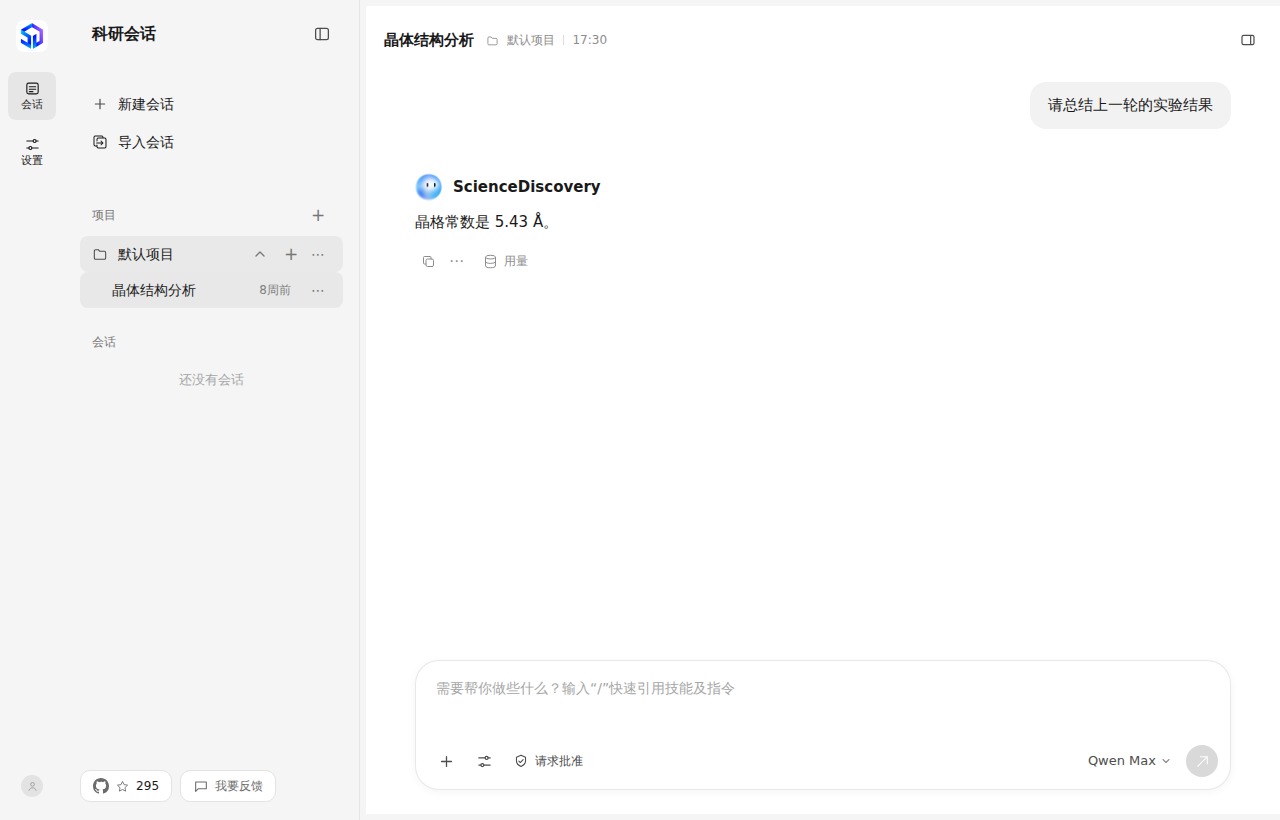 科研会话
会话
设置
新建会话
导入会话
项目
默认项目
晶体结构分析 8周前
会话
还没有会话
295 我要反馈
晶体结构分析 默认项目 17:30
请总结上一轮的实验结果
ScienceDiscovery
晶格常数是 5.43 Å。
用量
需要帮你做些什么？输入“/”快速引用技能及指令
请求批准 Qwen Max